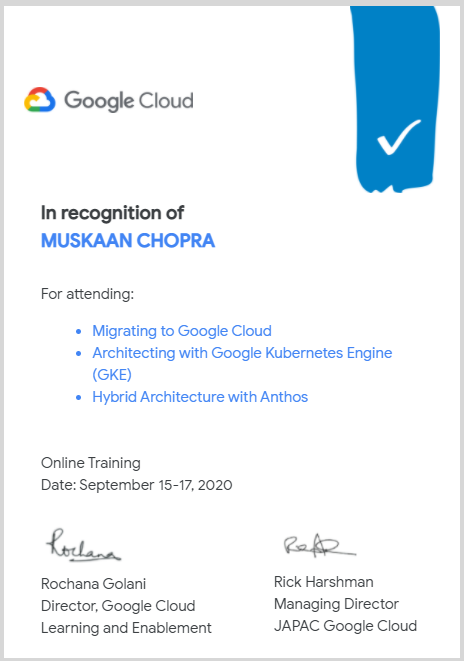 Google Cloud
In recognition of
MUSKAAN CHOPRA
For attending:
• Migrating to Google Cloud
• Architecting with Google Kubernetes Engine
(GKE)
• Hybrid Architecture with Anthos
Online Training
Date: September 15-17, 2020
Rochana
Rochana Golani
Director, Google Cloud
Learning and Enablement
Rick Harshman
Managing Director
JAPAC Google Cloud